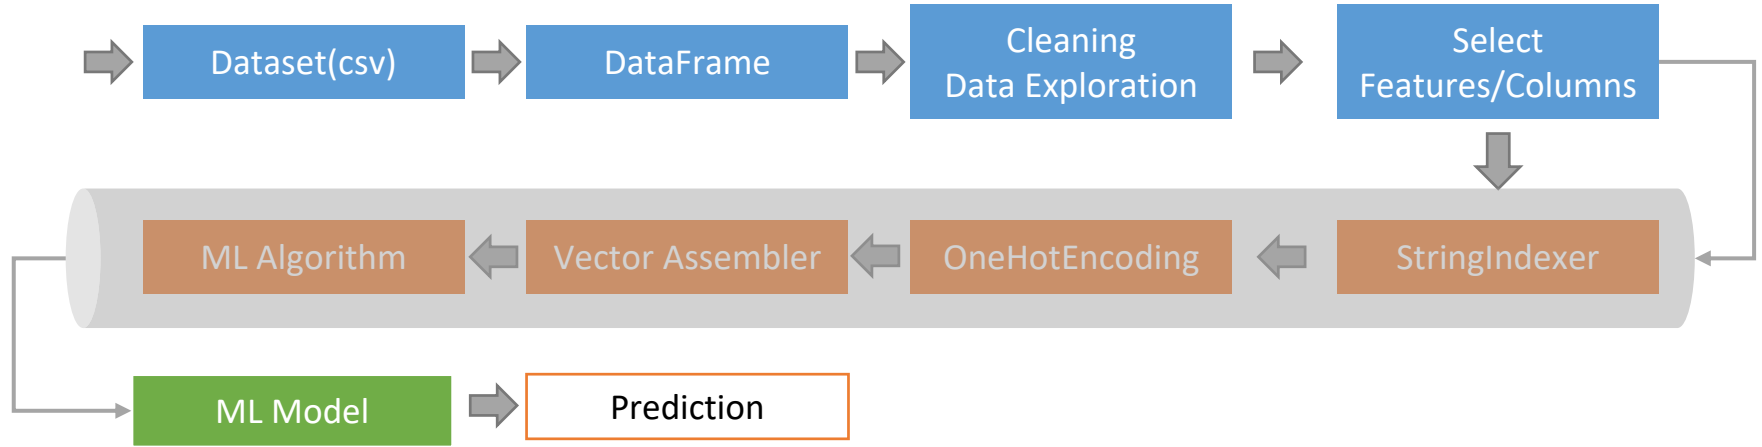 Dataset(csv)
DataFrame
Cleaning
Data Exploration
Select
Features/Columns
ML Algorithm
Vector Assembler
OneHotEncoding
StringIndexer
ML Model
Prediction